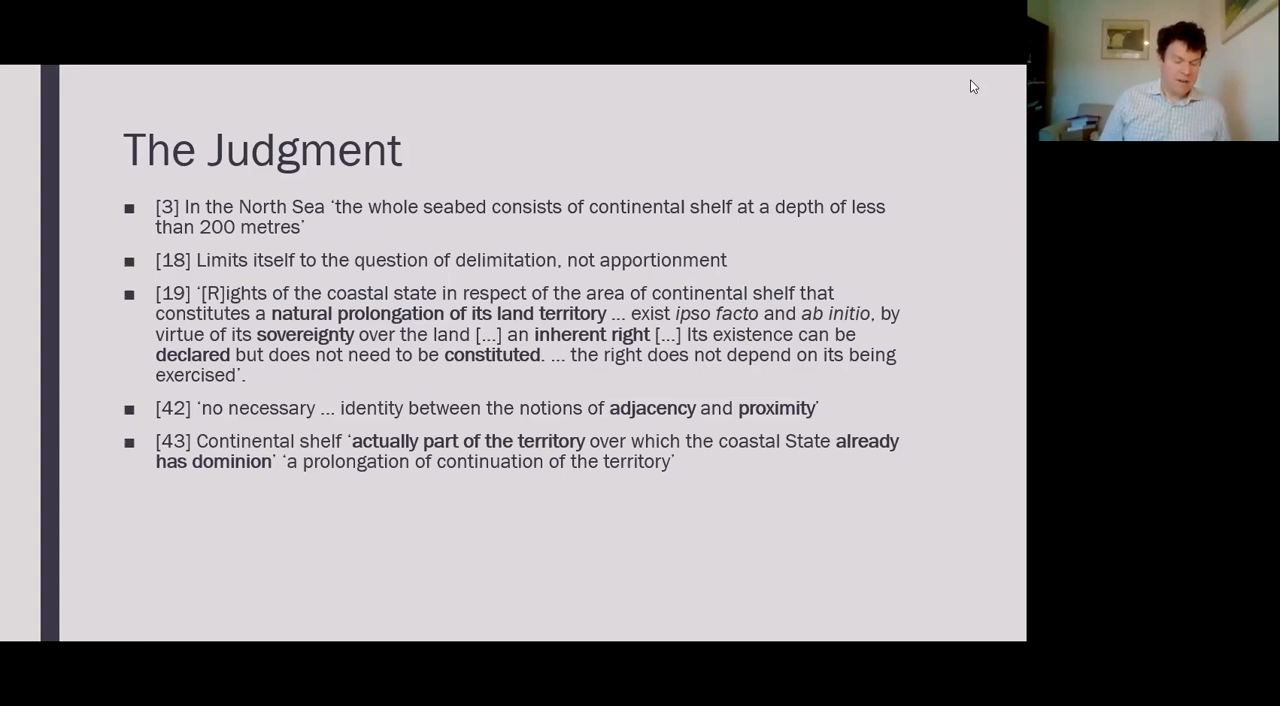 The Judgment
■ [3] In the North Sea ‘the whole seabed consists of continental shelf at a depth of less
than 200 metres’
■ [18] Limits itself to the question of delimitation, not apportionment
■ [19] ‘[R]ights of the coastal state in respect of the area of continental shelf that
constitutes a natural prolongation of its land territory ... exist ipso facto and ab initio, by
virtue of its sovereignty over the land [...] an inherent right [...] Its existence can be
declared but does not need to be constituted. ... the right does not depend on its being
exercised’.
■ [42] ‘no necessary ... identity between the notions of adjacency and proximity’
■ [43] Continental shelf ‘actually part of the territory over which the coastal State already
has dominion’ ‘a prolongation of continuation of the territory’